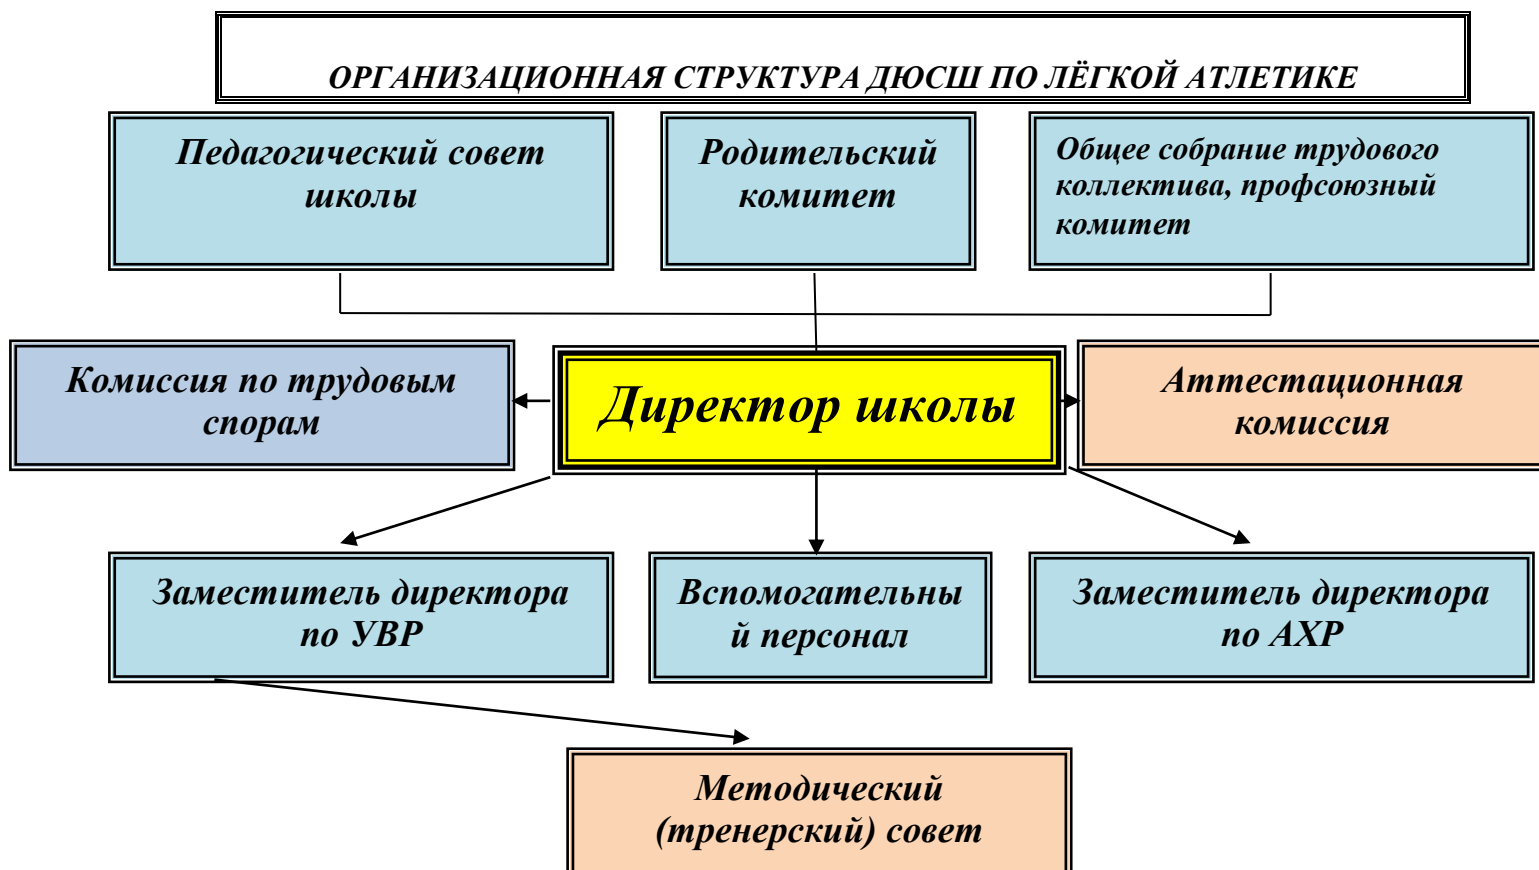 ОРГАНИЗАЦИОННАЯ СТРУКТУРА ДЮСШ ПО ЛЁГКОЙ АТЛЕТИКЕ
Педагогический совет
школы
Родительский
комитет
Общее собрание трудового
коллектива, профсоюзный
комитет
Комиссия по трудовым
спорам
Директор школы
Аттестационная
комиссия
Заместитель директора
по УВР
Вспомогательны
й персонал
Заместитель директора
по АХР
Методический
(тренерский) совет